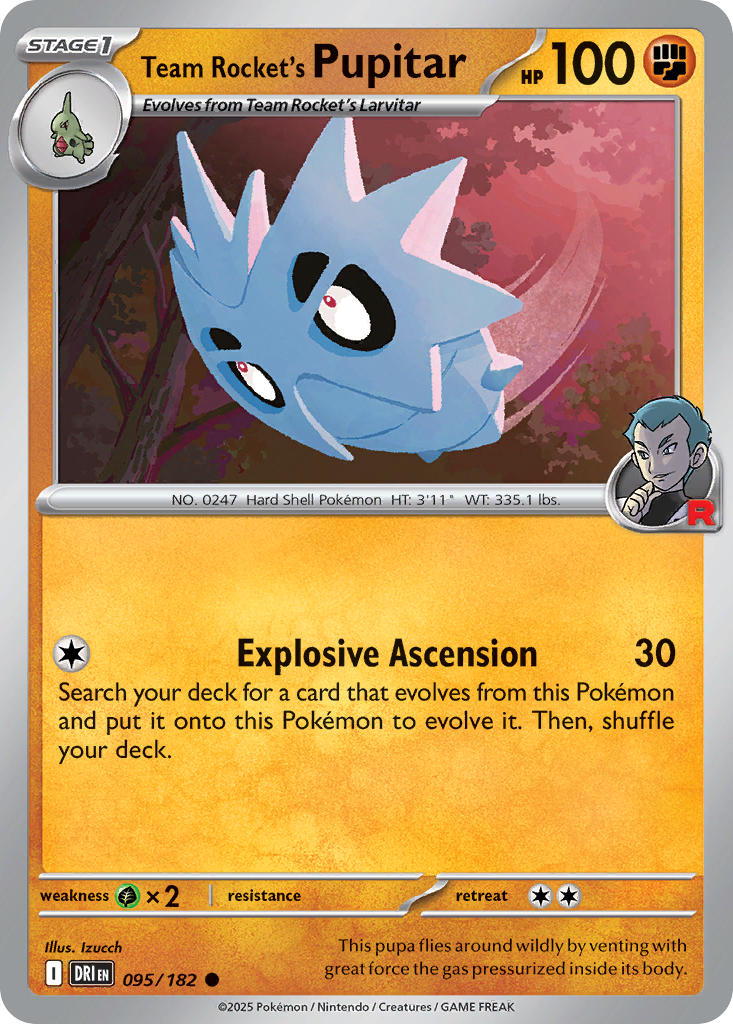 STAGE1
Team Rocket's Pupitar
HP 100
Evolves from Team Rocket's Larvitar
R
NO. 0247 Hard Shell Pokémon HT: 3'11" WT: 335.1 lbs.
Explosive Ascension 30
Search your deck for a card that evolves from this Pokémon
and put it onto this Pokémon to evolve it. Then, shuffle
your deck.
weakness ×2 resistance retreat
Illus. Izucch
This pupa flies around wildly by venting with
great force the gas pressurized inside its body.
I DRI EN 095/182
©2025 Pokémon / Nintendo / Creatures / GAME FREAK